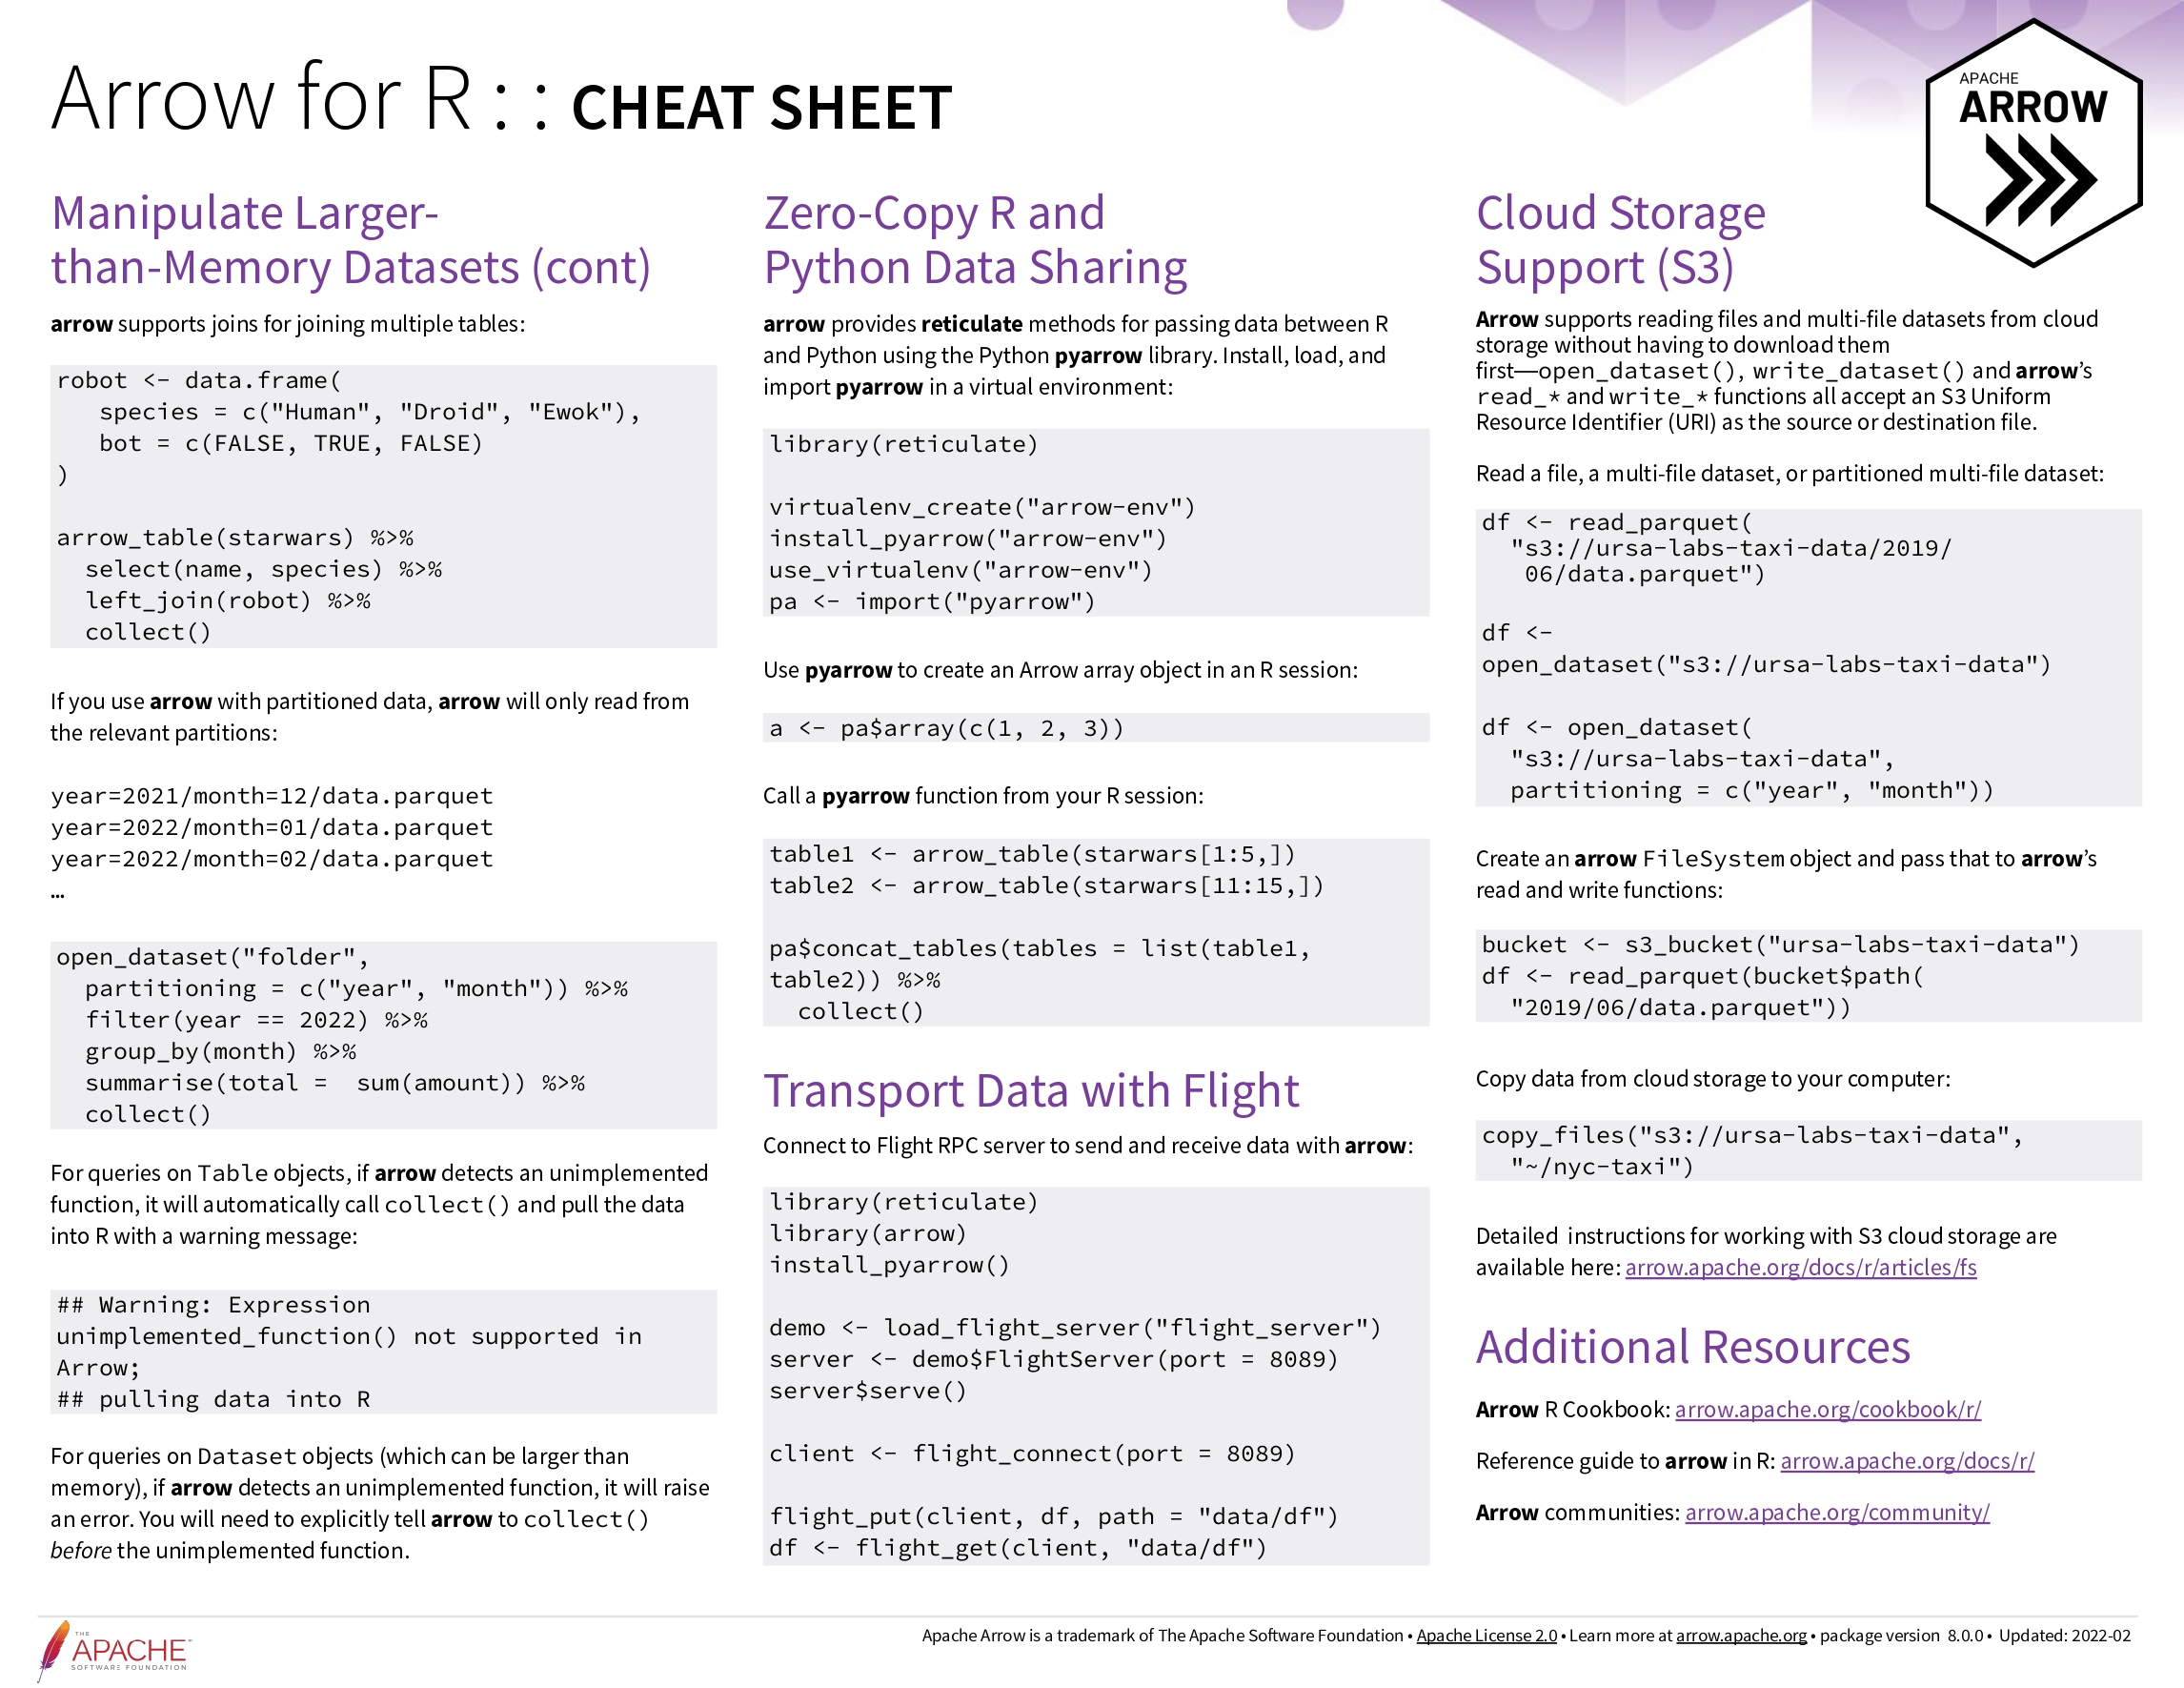 Arrow for R : : CHEAT SHEET
APACHE
ARROW
Manipulate Larger-
than-Memory Datasets (cont)
arrow supports joins for joining multiple tables:
robot <- data.frame(
   species = c("Human", "Droid", "Ewok"),
   bot = c(FALSE, TRUE, FALSE)
)
arrow_table(starwars) %>%
  select(name, species) %>%
  left_join(robot) %>%
  collect()
If you use arrow with partitioned data, arrow will only read from
the relevant partitions:
year=2021/month=12/data.parquet
year=2022/month=01/data.parquet
year=2022/month=02/data.parquet
…
open_dataset("folder",
  partitioning = c("year", "month")) %>%
  filter(year == 2022) %>%
  group_by(month) %>%
  summarise(total =  sum(amount)) %>%
  collect()
For queries on Table objects, if arrow detects an unimplemented
function, it will automatically call collect() and pull the data
into R with a warning message:
## Warning: Expression
unimplemented_function() not supported in
Arrow;
## pulling data into R
For queries on Dataset objects (which can be larger than
memory), if arrow detects an unimplemented function, it will raise
an error. You will need to explicitly tell arrow to collect()
before the unimplemented function.
Zero-Copy R and
Python Data Sharing
arrow provides reticulate methods for passing data between R
and Python using the Python pyarrow library. Install, load, and
import pyarrow in a virtual environment:
library(reticulate)
virtualenv_create("arrow-env")
install_pyarrow("arrow-env")
use_virtualenv("arrow-env")
pa <- import("pyarrow")
Use pyarrow to create an Arrow array object in an R session:
a <- pa$array(c(1, 2, 3))
Call a pyarrow function from your R session:
table1 <- arrow_table(starwars[1:5,])
table2 <- arrow_table(starwars[11:15,])
pa$concat_tables(tables = list(table1,
table2)) %>%
  collect()
Transport Data with Flight
Connect to Flight RPC server to send and receive data with arrow:
library(reticulate)
library(arrow)
install_pyarrow()
demo <- load_flight_server("flight_server")
server <- demo$FlightServer(port = 8089)
server$serve()
client <- flight_connect(port = 8089)
flight_put(client, df, path = "data/df")
df <- flight_get(client, "data/df")
Cloud Storage
Support (S3)
Arrow supports reading files and multi-file datasets from cloud
storage without having to download them
first—open_dataset(), write_dataset() and arrow’s
read_* and write_* functions all accept an S3 Uniform
Resource Identifier (URI) as the source or destination file.
Read a file, a multi-file dataset, or partitioned multi-file dataset:
df <- read_parquet(
  "s3://ursa-labs-taxi-data/2019/
   06/data.parquet")
df <-
open_dataset("s3://ursa-labs-taxi-data")
df <- open_dataset(
  "s3://ursa-labs-taxi-data",
  partitioning = c("year", "month"))
Create an arrow FileSystem object and pass that to arrow’s
read and write functions:
bucket <- s3_bucket("ursa-labs-taxi-data")
df <- read_parquet(bucket$path(
  "2019/06/data.parquet"))
Copy data from cloud storage to your computer:
copy_files("s3://ursa-labs-taxi-data",
  "~/nyc-taxi")
Detailed  instructions for working with S3 cloud storage are
available here: arrow.apache.org/docs/r/articles/fs
Additional Resources
Arrow R Cookbook: arrow.apache.org/cookbook/r/
Reference guide to arrow in R: arrow.apache.org/docs/r/
Arrow communities: arrow.apache.org/community/
THE
APACHE
SOFTWARE FOUNDATION
Apache Arrow is a trademark of The Apache Software Foundation • Apache License 2.0 • Learn more at arrow.apache.org • package version  8.0.0 •  Updated: 2022-02